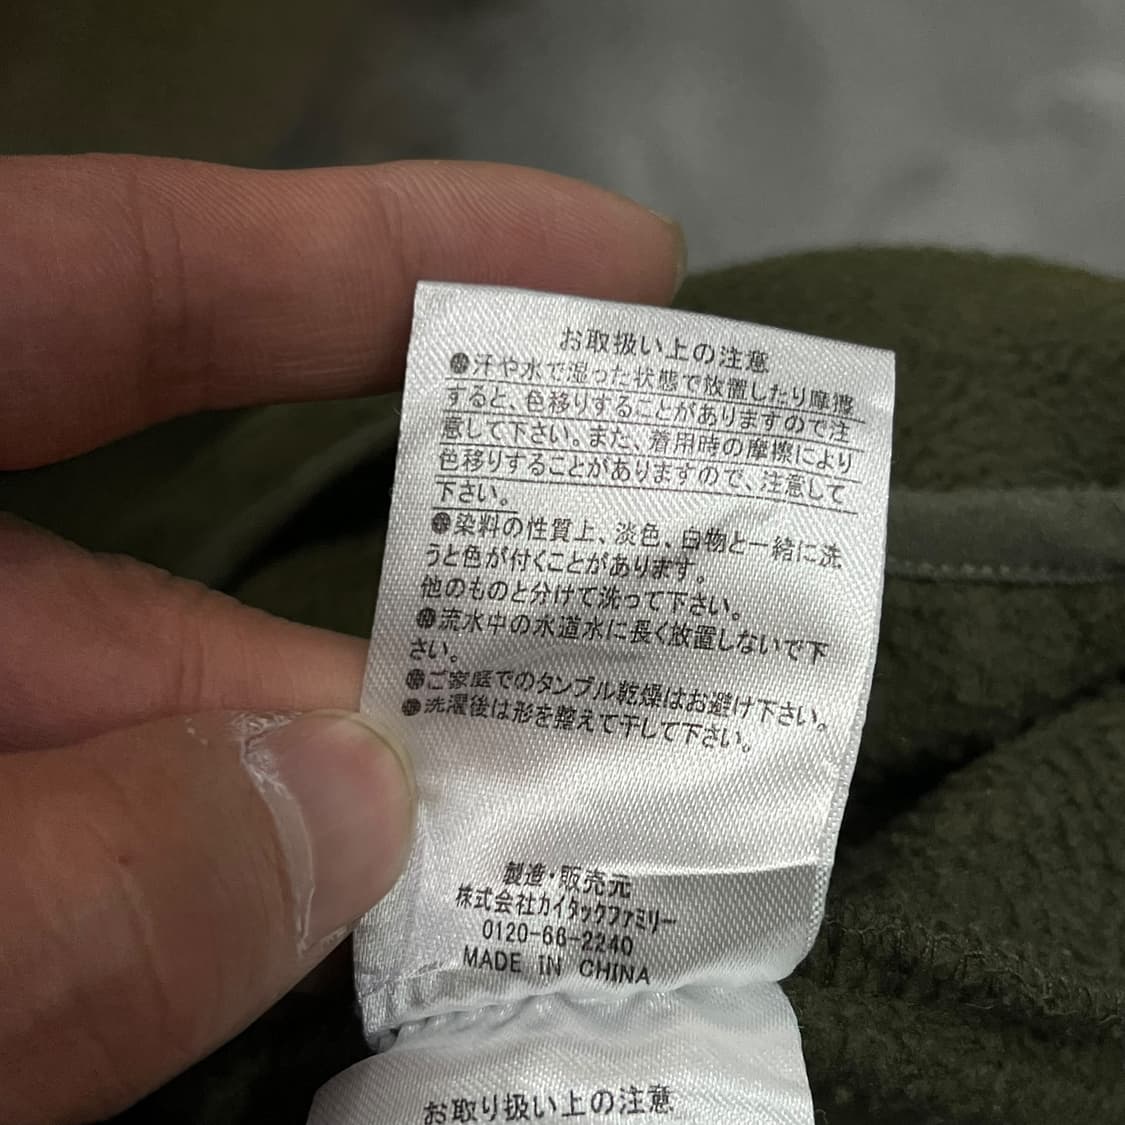 お取扱い上の注意
●汗や水で湿った状態で放置したり摩擦
すると、色移りすることがありますので注
意して下さい。また、着用時の摩擦により
色移りすることがありますので、注意して
下さい。
●染料の性質上、淡色、白物と一緒に洗
うと色が付くことがあります。
他のものと分けて洗って下さい。
●流水中の水道水に長く放置しないで下
さい。
●ご家庭でのタンブル乾燥はお避け下さい。
●洗濯後は形を整えて干して下さい。
製造・販売元
株式会社カイタックファミリー
0120-66-2240
MADE IN CHINA
お取り扱い上の注意